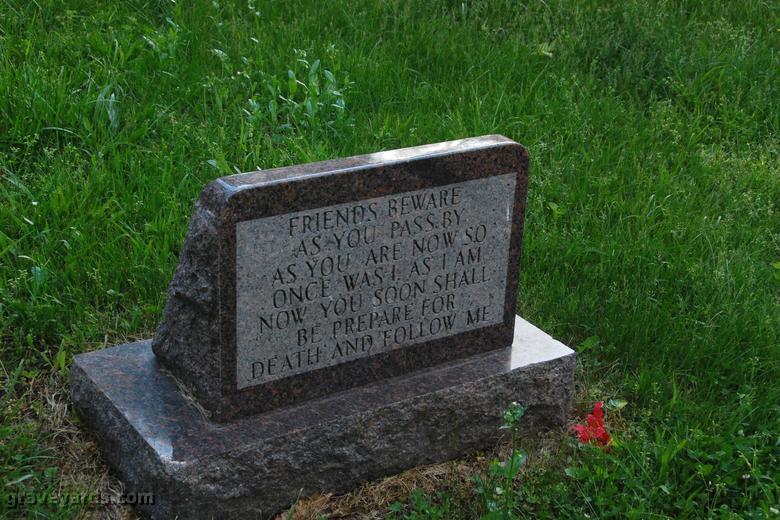 FRIENDS BEWARE
AS YOU PASS BY
AS YOU ARE NOW SO
ONCE WAS I, AS I AM
NOW YOU SOON SHALL
BE PREPARE FOR
DEATH AND FOLLOW ME
graveyards.com